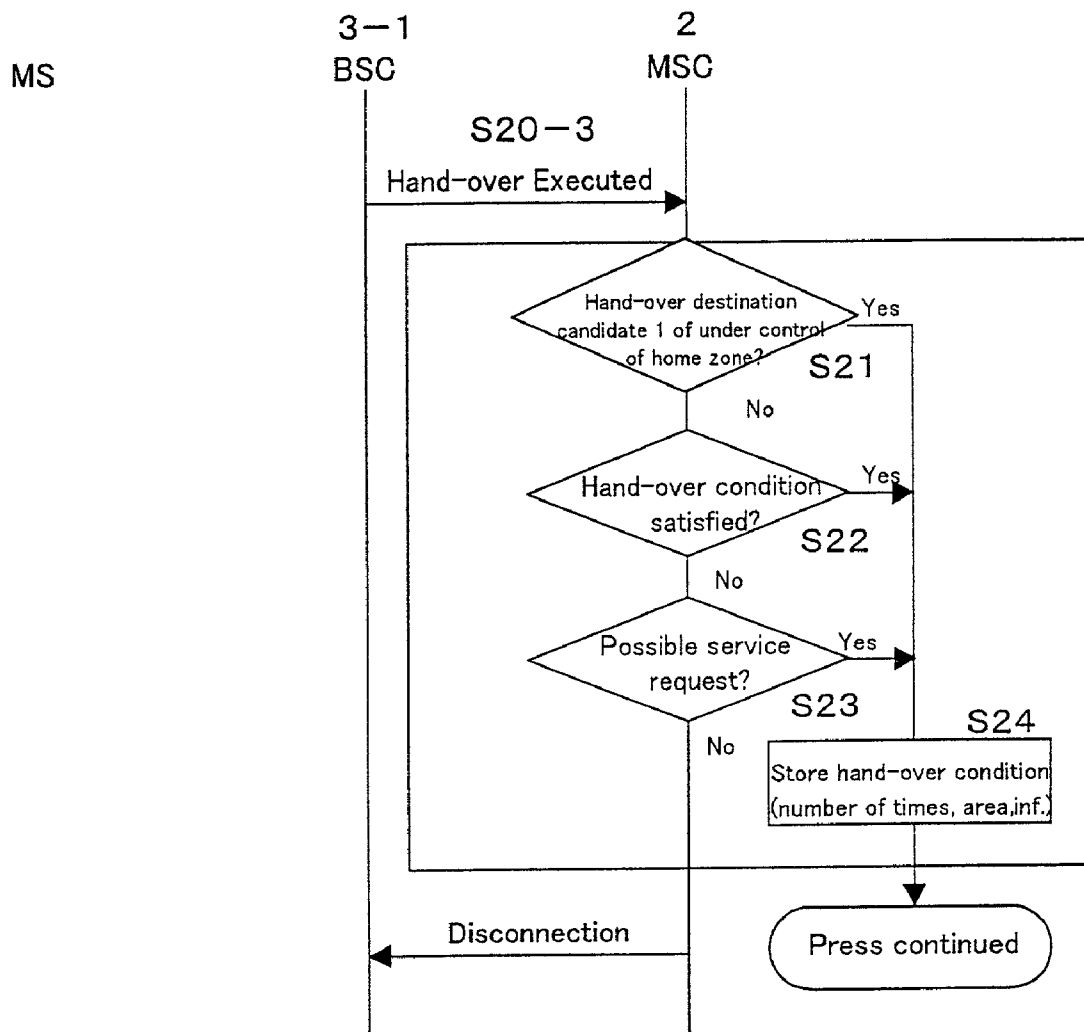 3-1
2
MS
BSC
MSC
S20-3
Hand-over Executed
Hand-over destination
candidate 1 of under control
of home zone?
Yes
S21
No
Hand-over condition
satisfied?
Yes
S22
No
Possible service
request?
Yes
S23
No
S24
Store hand-over condition
(number of times, area,inf.)
Disconnection
Press continued